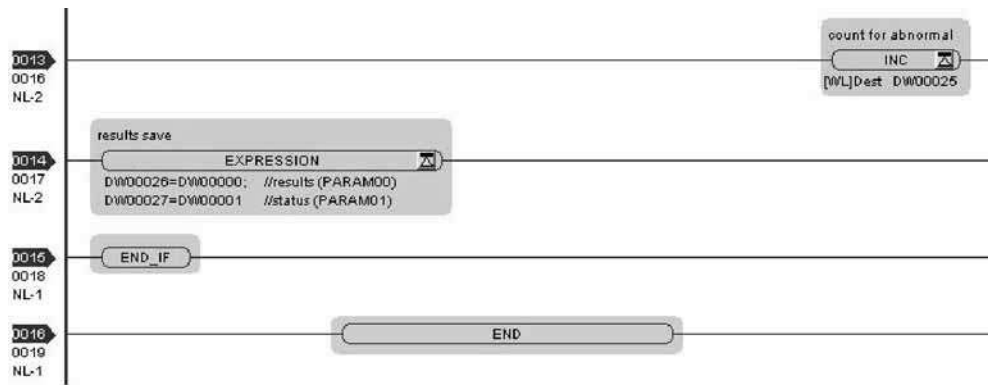 count for abnormal
0013
INC
0016
[WL]Dest DW00025
NL-2
results save
0014
EXPRESSION
0017
DW00026=DW00000; //results (PARAM00)
NL-2
DW00027=DW00001 //status (PARAM01)
0015
END_IF
0018
NL-1
0016
END
0019
NL-1